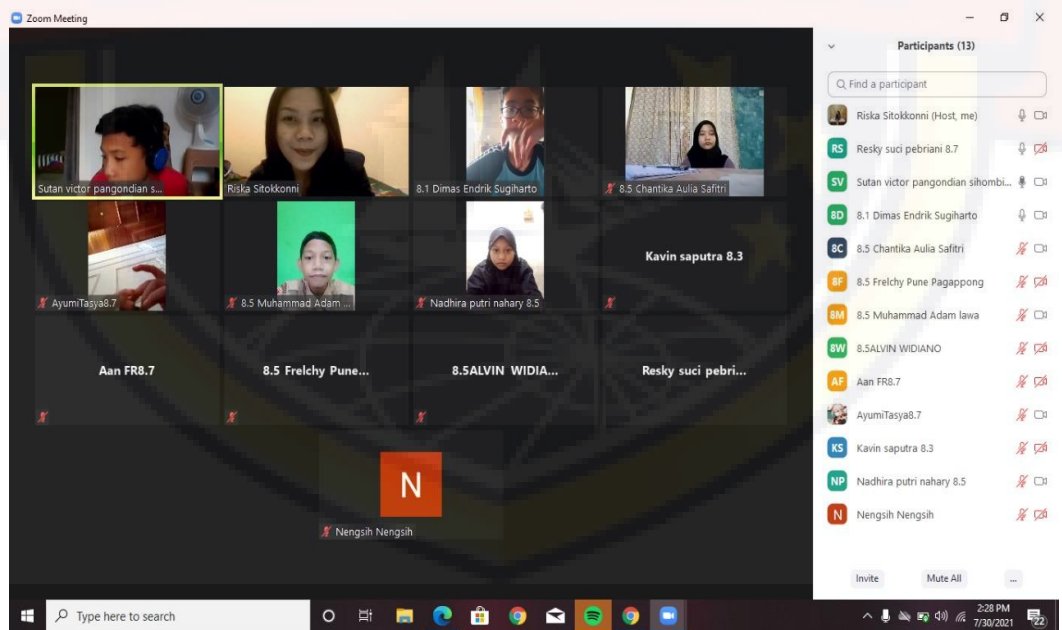 Zoom Meeting
Participants (13)
Find a participant
Riska Sitokkonni (Host, me)
RS Resky suci pebriani 8.7
SV Sutan victor pangondian sihombi...
8D 8.1 Dimas Endrik Sugiharto
8C 8.5 Chantika Aulia Safitri
8F 8.5 Frelchy Pune Pagappong
8M 8.5 Muhammad Adam lawa
8W 8.5ALVIN WIDIANO
AF Aan FR8.7
AyumiTasya8.7
KS Kavin saputra 8.3
NP Nadhira putri nahary 8.5
N Nengsih Nengsih
Invite Mute All ...
Sutan victor pangondian s...
Riska Sitokkonni
8.1 Dimas Endrik Sugiharto
8.5 Chantika Aulia Safitri
AyumiTasya8.7
8.5 Muhammad Adam ...
Nadhira putri nahary 8.5
Kavin saputra 8.3
Aan FR8.7
8.5 Frelchy Pune...
8.5ALVIN WIDIA...
Resky suci pebri...
N
Nengsih Nengsih
Type here to search
2:28 PM
7/30/2021
22